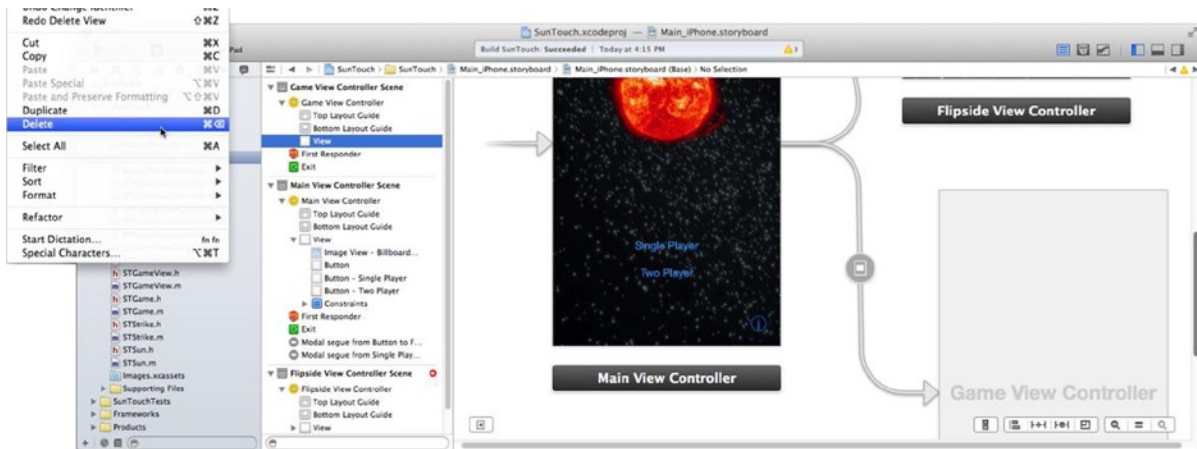 Undo Change Identifier ⌘Z
Redo Delete View ⇧⌘Z
Cut ⌘X
Copy ⌘C
Paste ⌘V
Paste Special ⌥⌘V
Paste and Preserve Formatting ⌥⇧⌘V
Duplicate ⌘D
Delete ⌘⌫
Select All ⌘A
Filter
Sort
Format
Refactor
Start Dictation... fn fn
Special Characters... ⌥⌘T
STGameView.h
STGameView.m
STGame.h
STGame.m
STStrike.h
STStrike.m
STSun.h
STSun.m
Images.xcassets
Supporting Files
SunTouchTests
Frameworks
Products
SunTouch.xcodeproj — Main_iPhone.storyboard
Build SunTouch: Succeeded | Today at 4:15 PM 1
SunTouch › SunTouch › Main_iPhone.storyboard › Main_iPhone.storyboard (Base) › No Selection
Game View Controller Scene
Game View Controller
Top Layout Guide
Bottom Layout Guide
View
First Responder
Exit
Main View Controller Scene
Main View Controller
Top Layout Guide
Bottom Layout Guide
View
Image View - Billboard...
Button
Button - Single Player
Button - Two Player
Constraints
First Responder
Exit
Modal segue from Button to F...
Modal segue from Single Play...
Flipside View Controller Scene
Flipside View Controller
Top Layout Guide
Bottom Layout Guide
View
Single Player
Two Player
Main View Controller
Flipside View Controller
Game View Controller